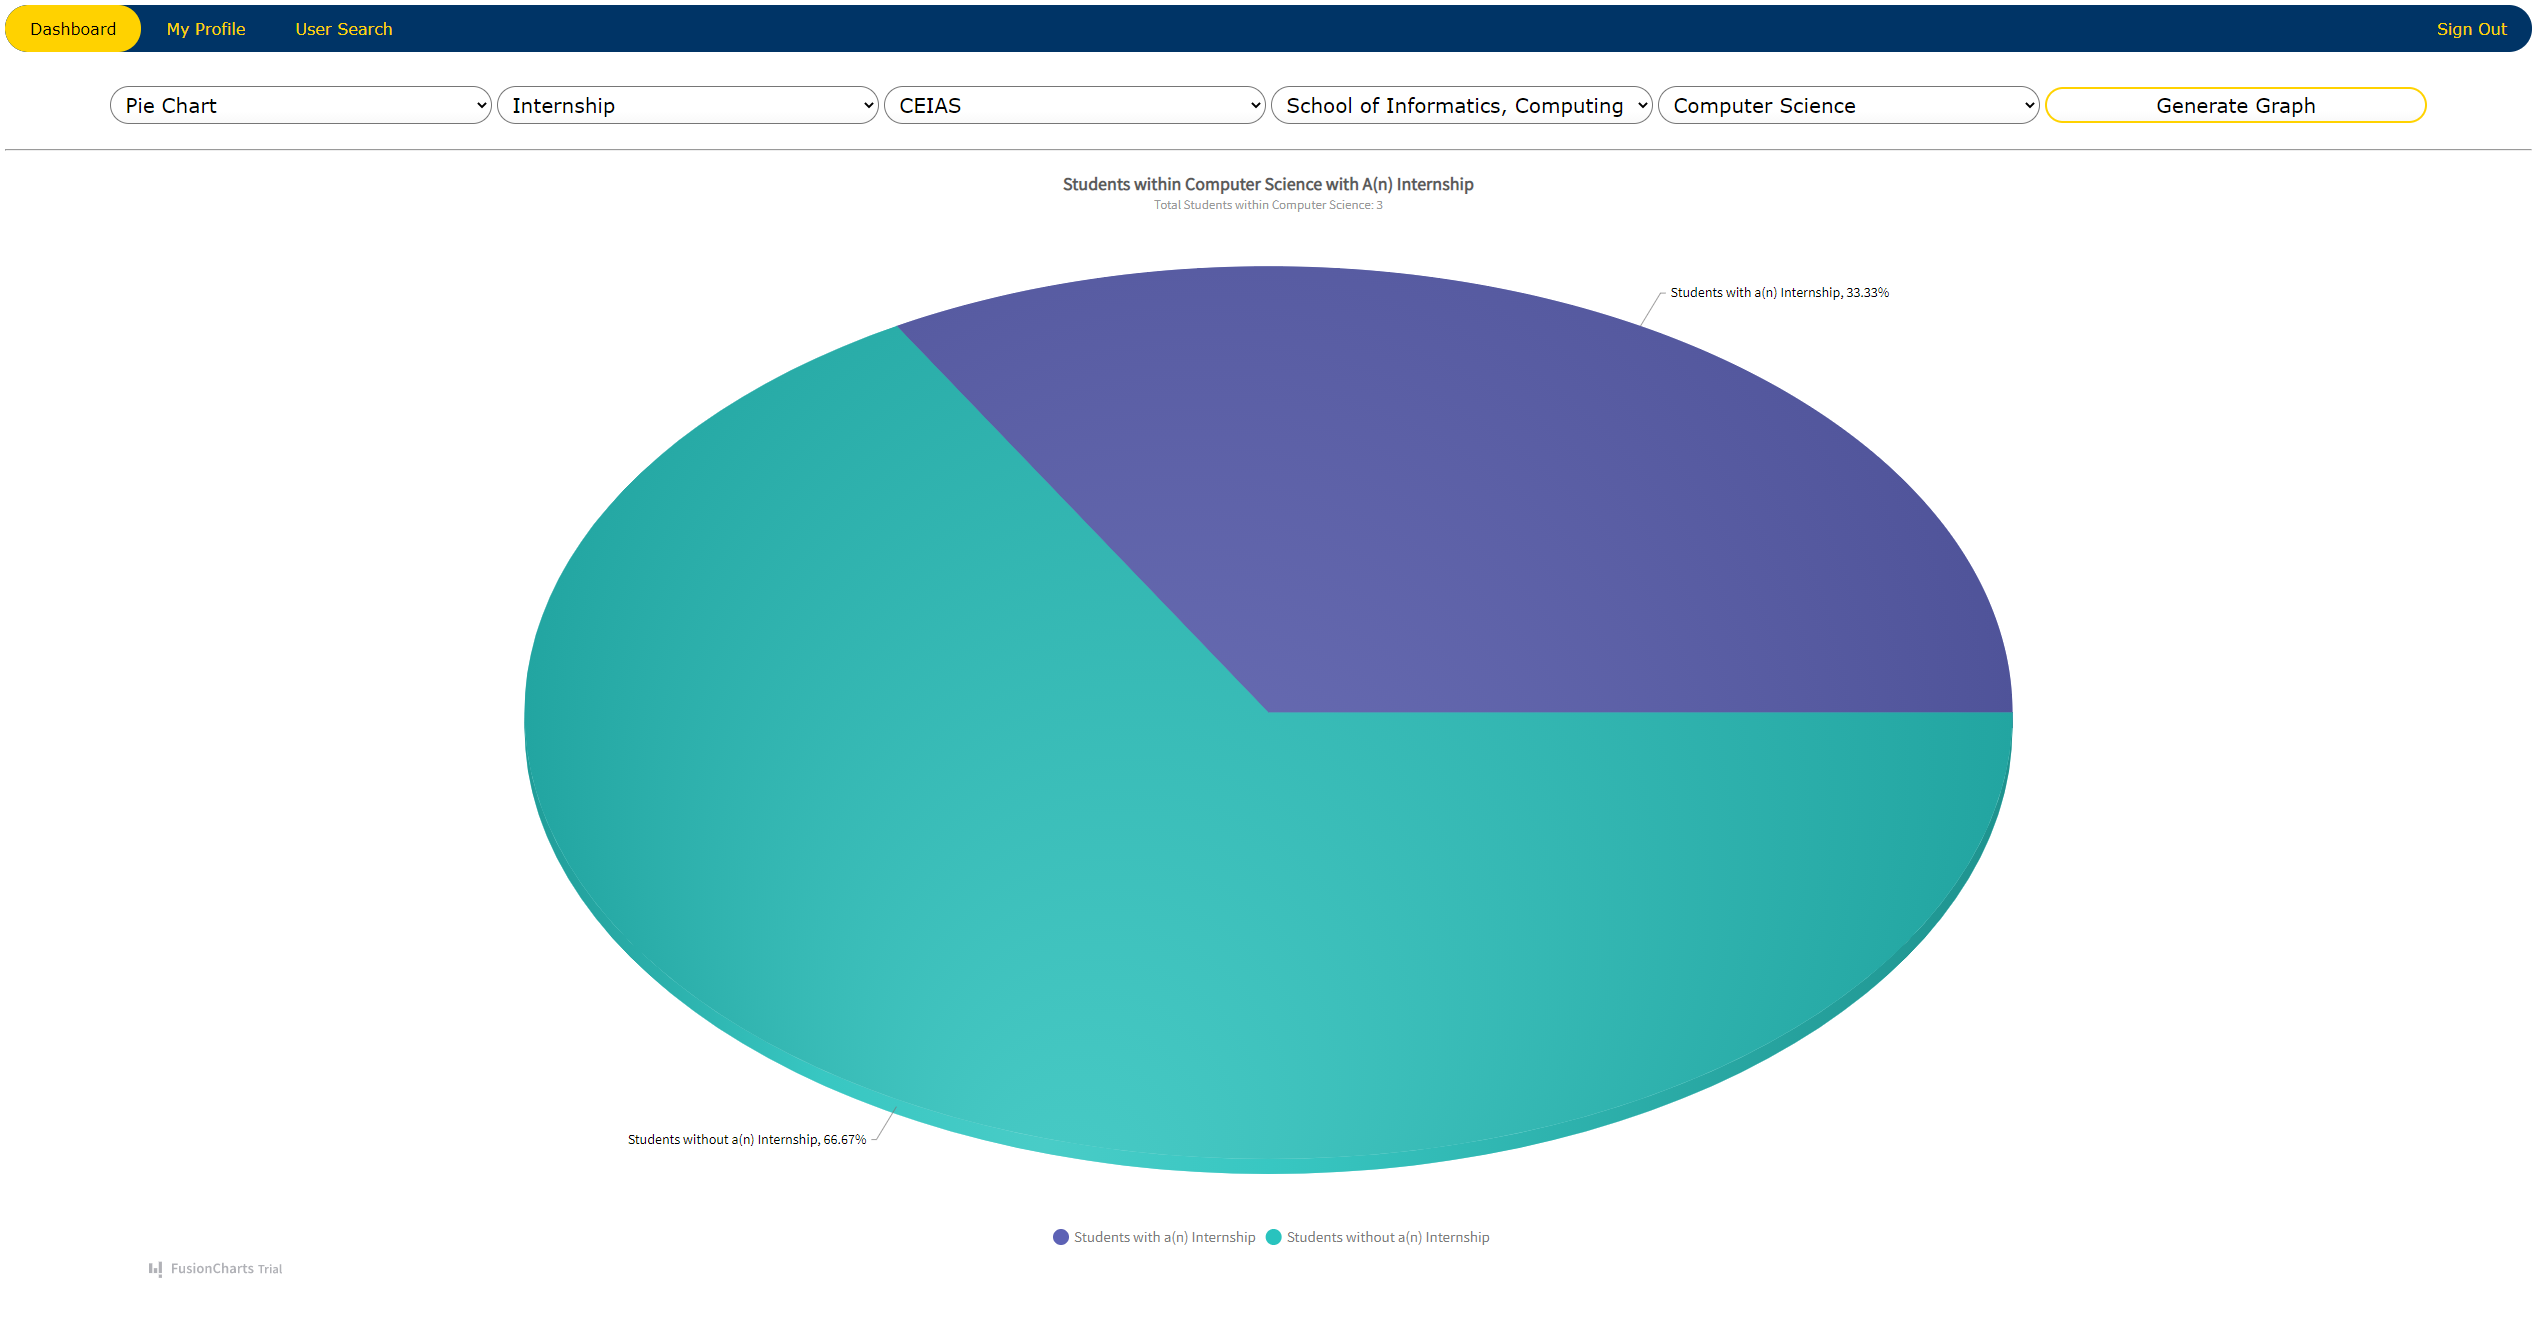 Dashboard My Profile User Search Sign Out
Pie Chart Internship CEIAS School of Informatics, Computing Computer Science Generate Graph
Students within Computer Science with A(n) Internship
Total Students within Computer Science: 3
Students with a(n) Internship, 33.33%
Students without a(n) Internship, 66.67%
Students with a(n) Internship Students without a(n) Internship
FusionCharts Trial